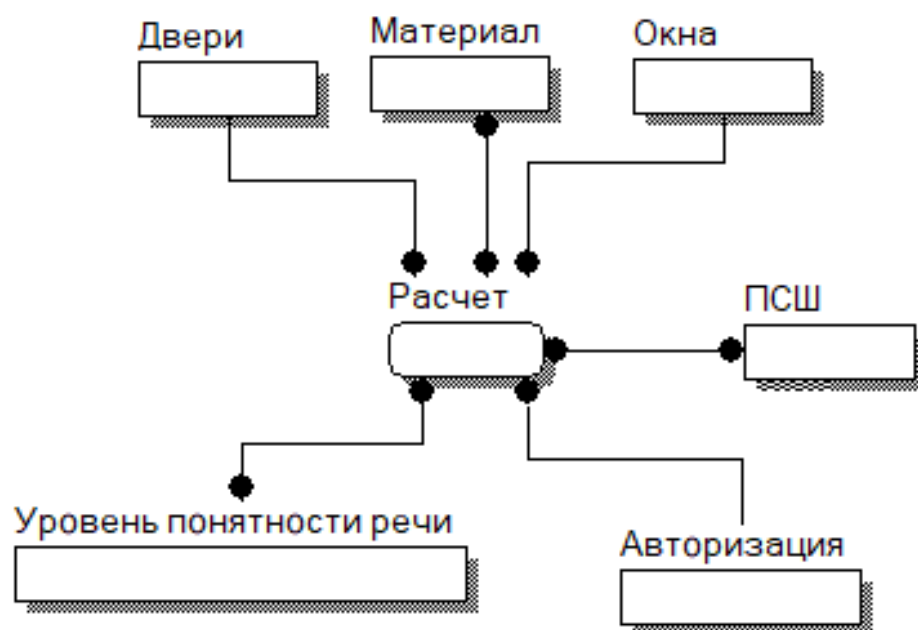 Двери
Материал
Окна
Расчет
ПСШ
Уровень понятности речи
Авторизация